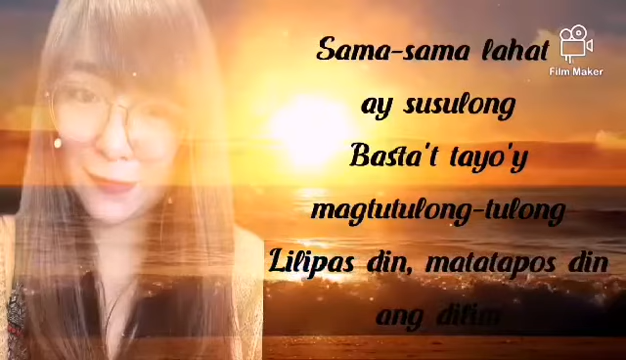 Sama-sama lahat
ay susulong
Basta't tayo'y
magtutulong-tulong
Lilipas din, matatapos din
ang dilim
Film Maker